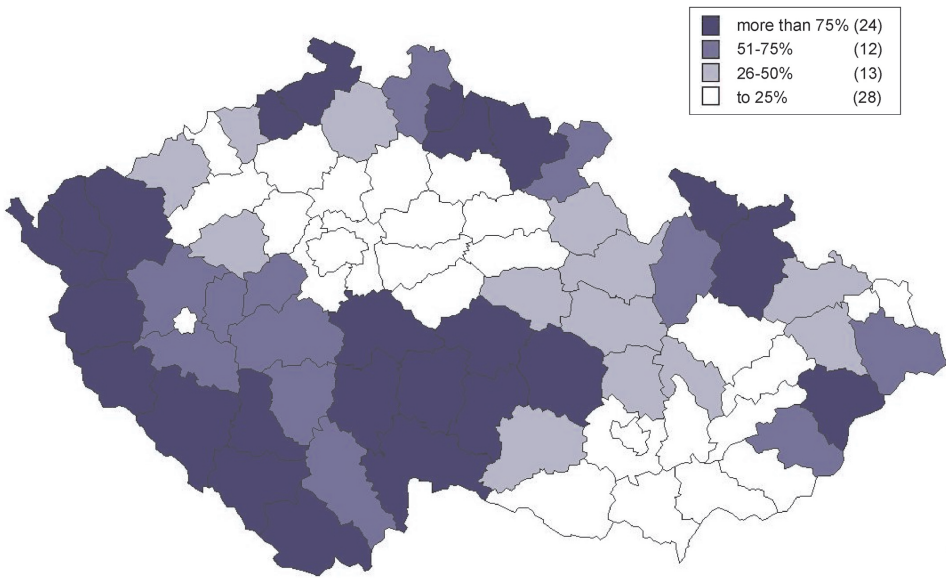 more than 75% (24)
51-75% (12)
26-50% (13)
to 25% (28)